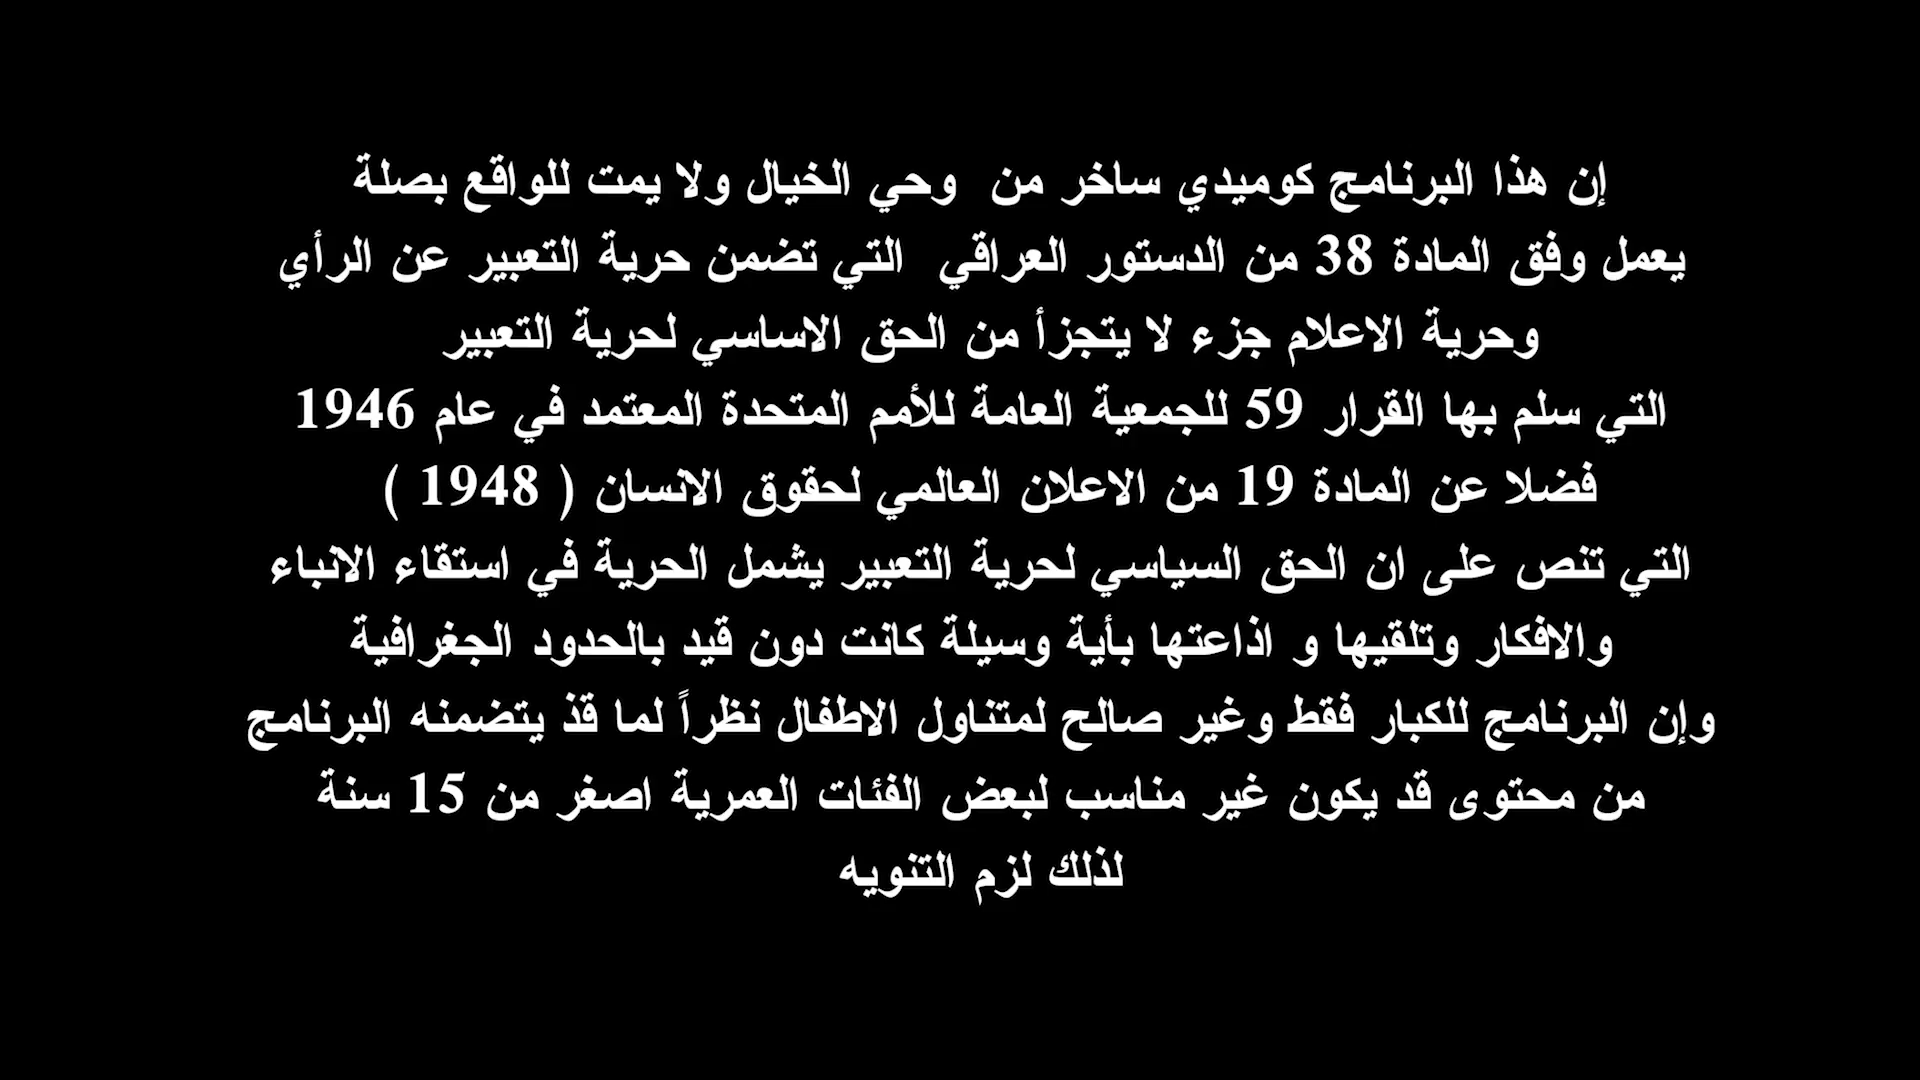 إن هذا البرنامج كوميدي ساخر من وحي الخيال ولا يمت للواقع بصلة
يعمل وفق المادة 38 من الدستور العراقي التي تضمن حرية التعبير عن الرأي
وحرية الاعلام جزء لا يتجزأ من الحق الاساسي لحرية التعبير
التي سلم بها القرار 59 للجمعية العامة للأمم المتحدة المعتمد في عام 1946
فضلا عن المادة 19 من الاعلان العالمي لحقوق الانسان ( 1948 )
التي تنص على ان الحق السياسي لحرية التعبير يشمل الحرية في استقاء الانباء
والافكار وتلقيها و اذاعتها بأية وسيلة كانت دون قيد بالحدود الجغرافية
وإن البرنامج للكبار فقط وغير صالح لمتناول الاطفال نظراً لما قذ يتضمنه البرنامج
من محتوى قد يكون غير مناسب لبعض الفئات العمرية اصغر من 15 سنة
لذلك لزم التنويه